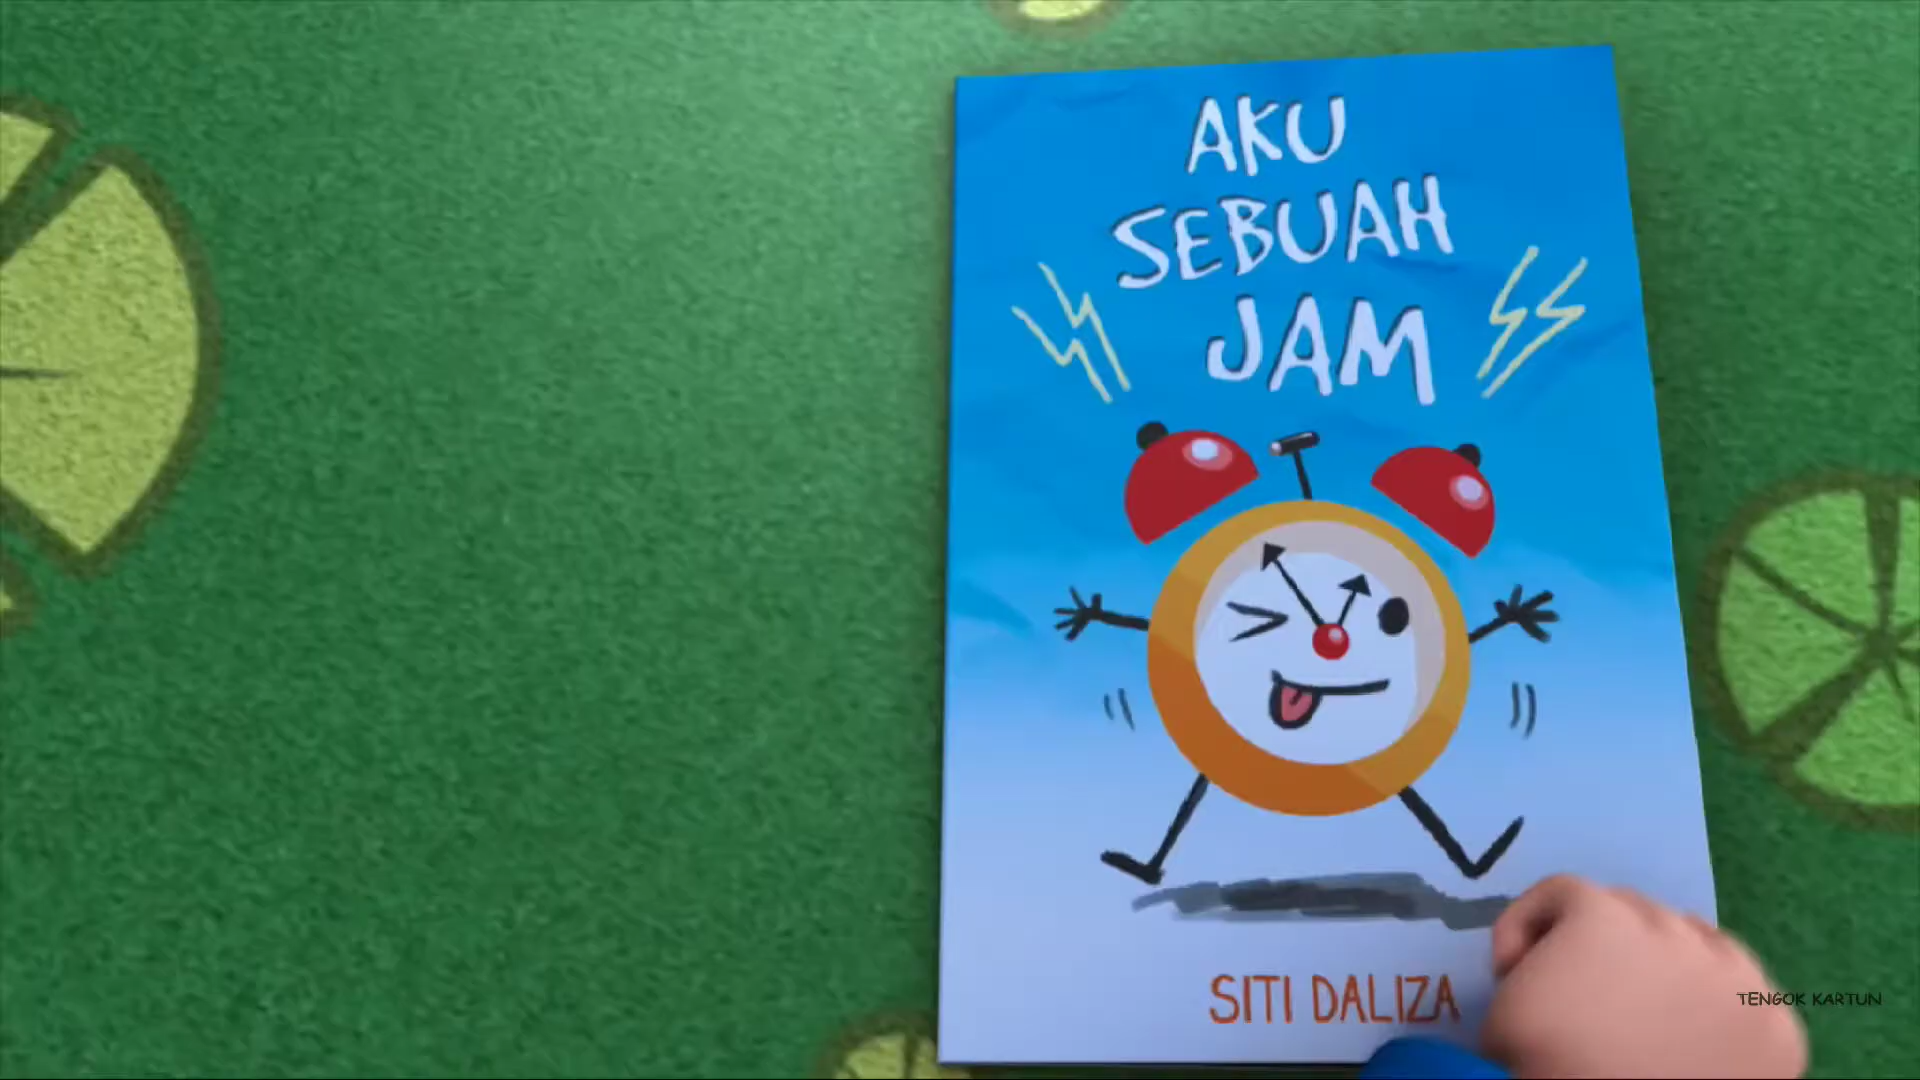 AKU
SEBUAH
JAM
SITI DALIZA
TENGOK KARTUN